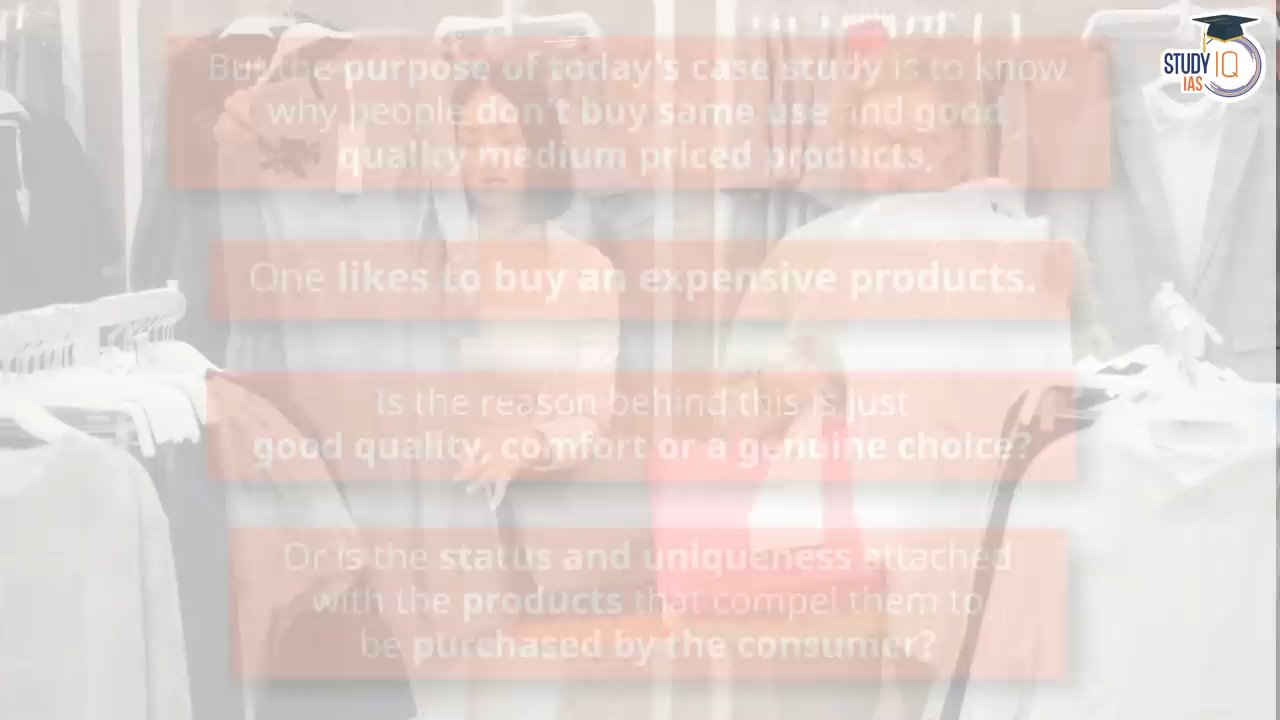 But the purpose of today's case study is to know
why people don't buy same use and good
quality medium priced products.
One likes to buy an expensive products.
Is the reason behind this is just
good quality, comfort or a genuine choice?
Or is the status and uniqueness attached
with the products that compel them to
be purchased by the consumer?
STUDY IQ
IAS